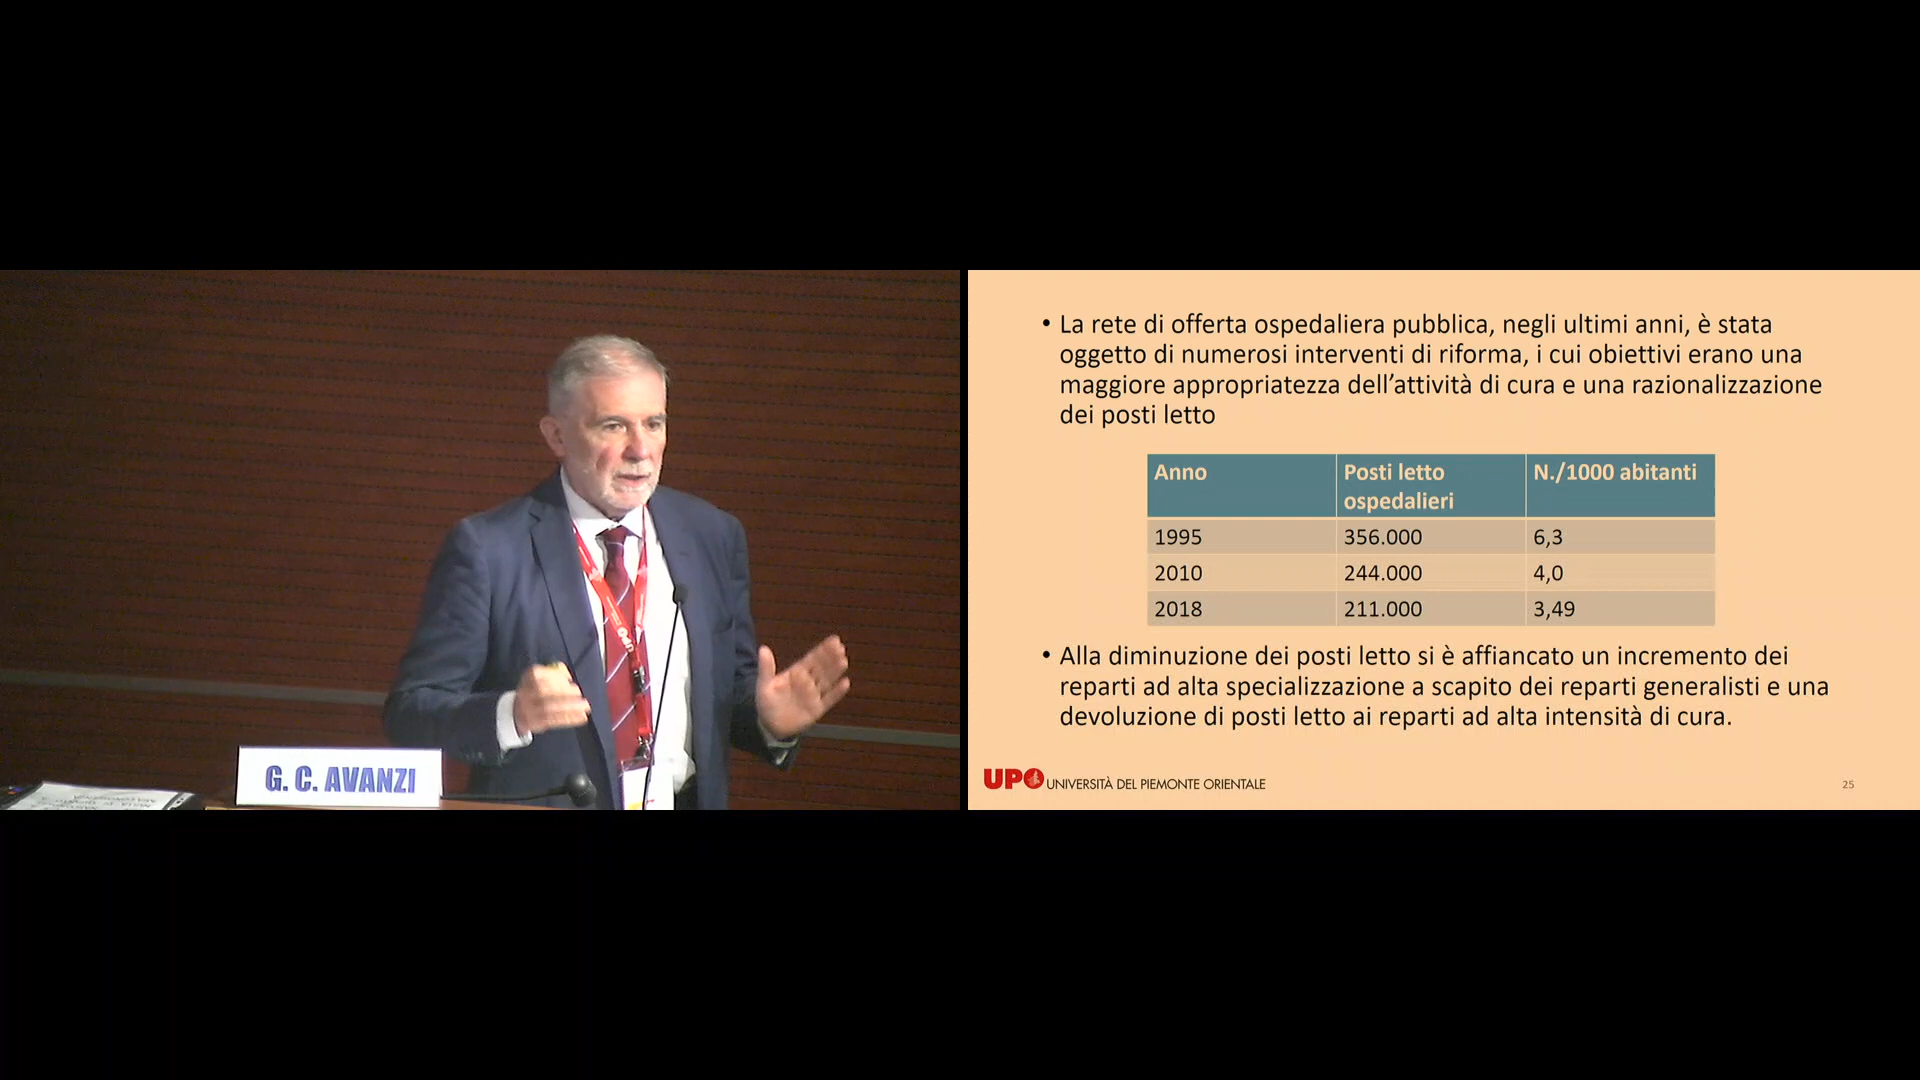 G. C. AVANZI
• La rete di offerta ospedaliera pubblica, negli ultimi anni, è stata
oggetto di numerosi interventi di riforma, i cui obiettivi erano una
maggiore appropriatezza dell’attività di cura e una razionalizzazione
dei posti letto
Anno Posti letto ospedalieri N./1000 abitanti
1995 356.000 6,3
2010 244.000 4,0
2018 211.000 3,49
• Alla diminuzione dei posti letto si è affiancato un incremento dei
reparti ad alta specializzazione a scapito dei reparti generalisti e una
devoluzione di posti letto ai reparti ad alta intensità di cura.
UPO UNIVERSITÀ DEL PIEMONTE ORIENTALE
25